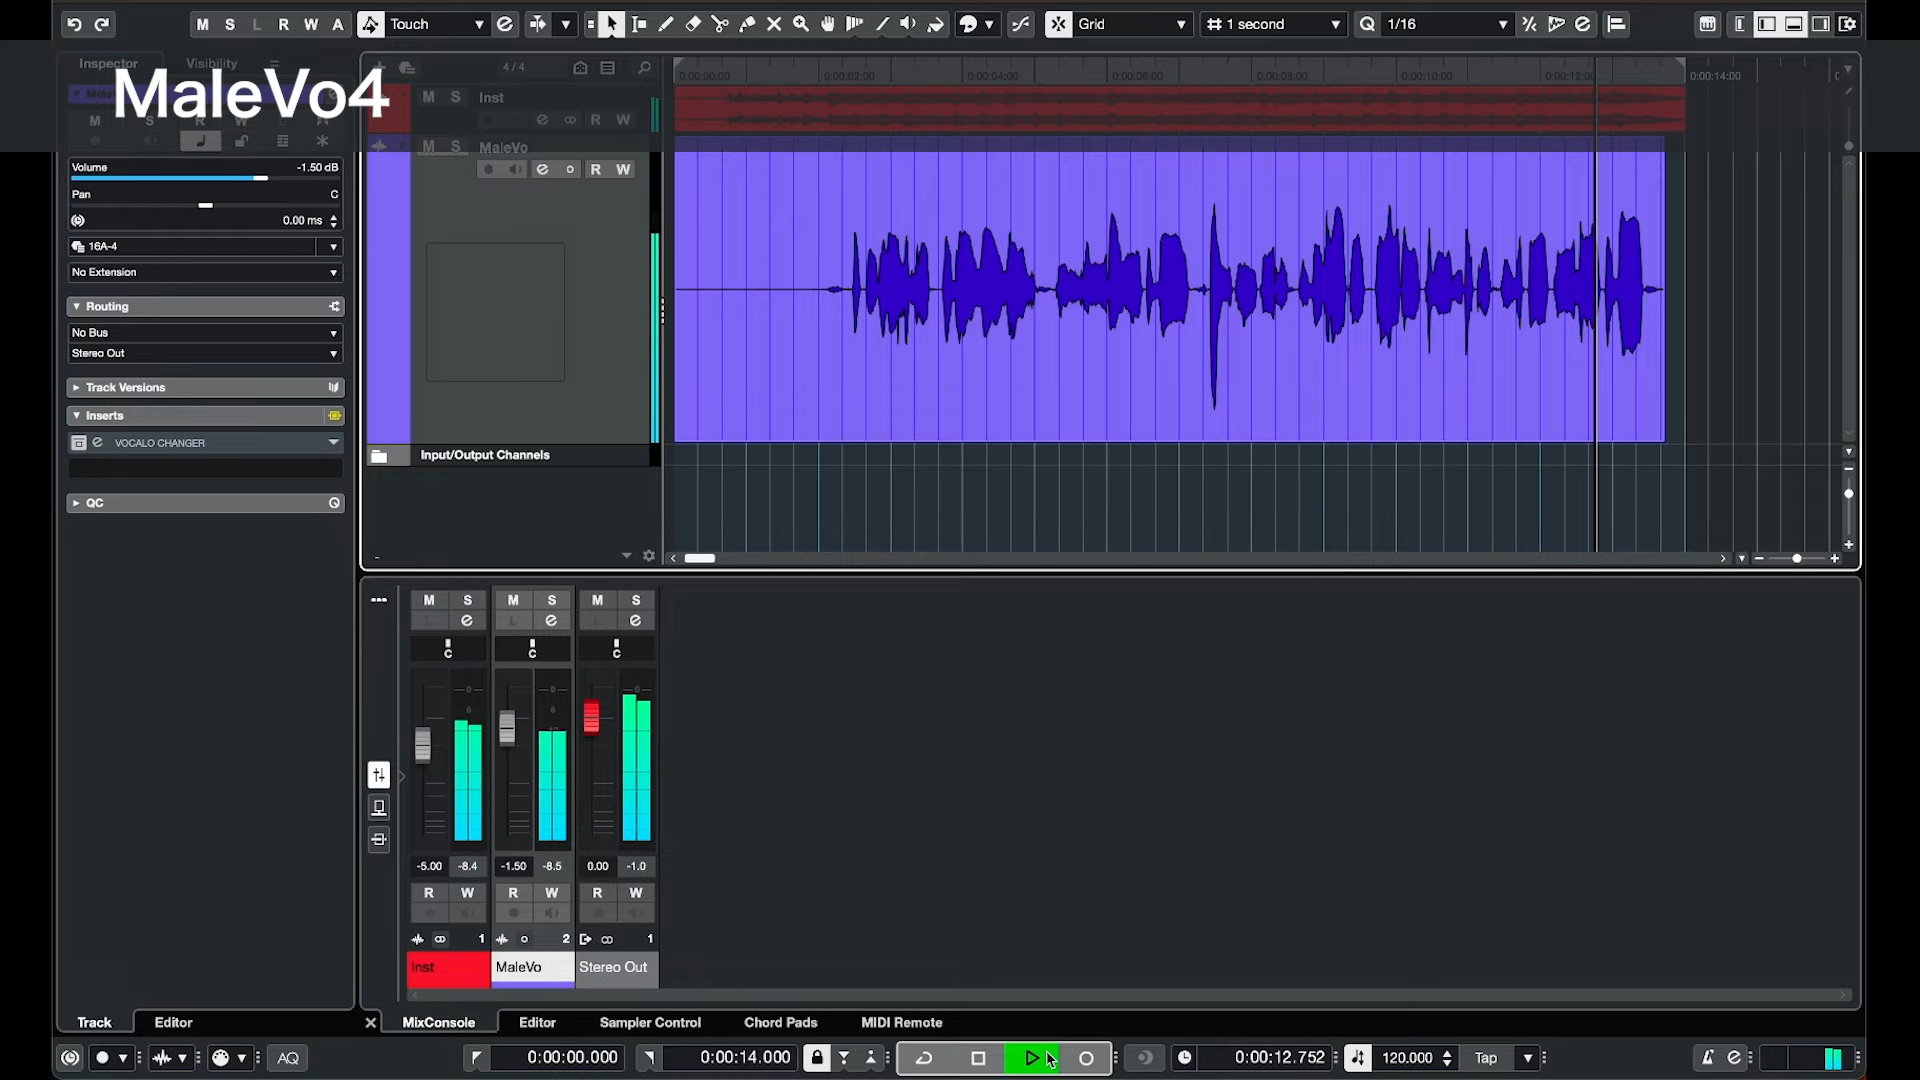 M S L R W A Touch Grid 1 second Q 1/16
Inspector Visibility
MaleVo4
4 / 4
0:00:00:00 0:00:02:00 0:00:04:00 0:00:06:00 0:00:08:00 0:00:10:00 0:00:12: 0:00:14:00
M S Inst
R W
M S MaleVo
R W
Volume -1.50 dB
Pan C
0.00 ms
16A-4
No Extension
Routing
No Bus
Stereo Out
Track Versions
Inserts
VOCALO CHANGER
QC
Input/Output Channels
M S M S M S
L L
C C C
0 0 0
6 6
-5.00 -8.4 -1.50 -8.5 0.00 -1.0
R W R W R W
1 2 1
Inst MaleVo Stereo Out
Track Editor
MixConsole Editor Sampler Control Chord Pads MIDI Remote
AQ 0:00:00.000 0:00:14.000 0:00:12.752 120.000 Tap